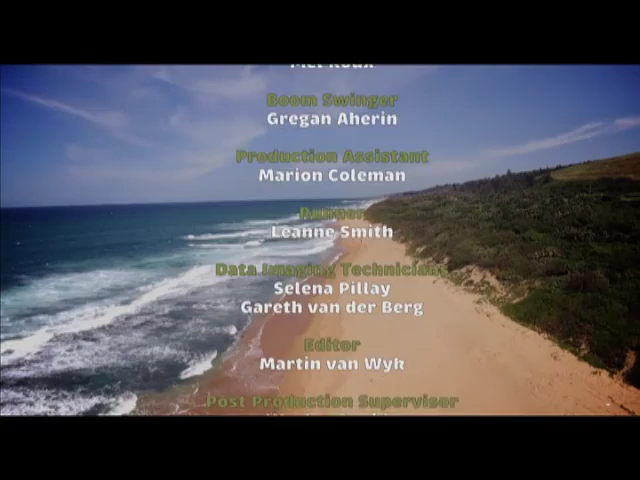 Boom Swinger
Gregan Aherin
Production Assistant
Marion Coleman
Runner
Leanne Smith
Data Imaging Technicians
Selena Pillay
Gareth van der Berg
Editor
Martin van Wyk
Post Production Supervisor